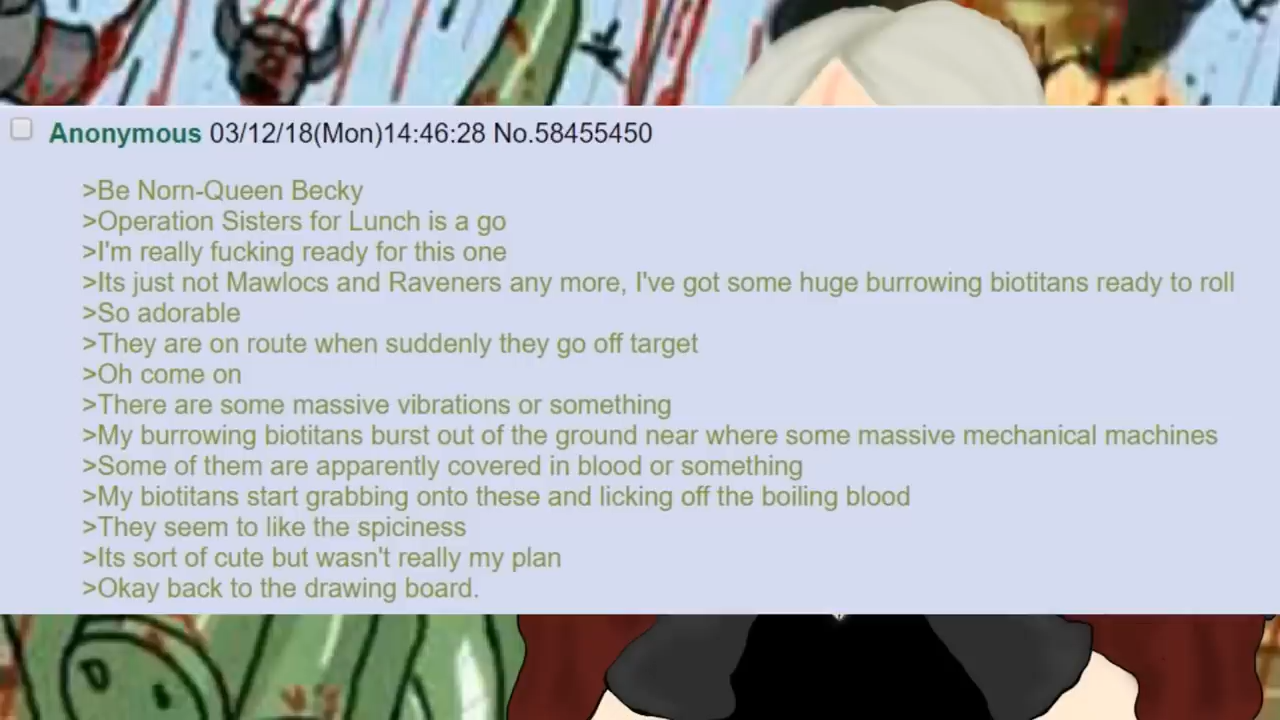 Anonymous 03/12/18(Mon)14:46:28 No.58455450
>Be Norn-Queen Becky
>Operation Sisters for Lunch is a go
>I'm really fucking ready for this one
>Its just not Mawlocs and Raveners any more, I've got some huge burrowing biotitans ready to roll
>So adorable
>They are on route when suddenly they go off target
>Oh come on
>There are some massive vibrations or something
>My burrowing biotitans burst out of the ground near where some massive mechanical machines
>Some of them are apparently covered in blood or something
>My biotitans start grabbing onto these and licking off the boiling blood
>They seem to like the spiciness
>Its sort of cute but wasn't really my plan
>Okay back to the drawing board.